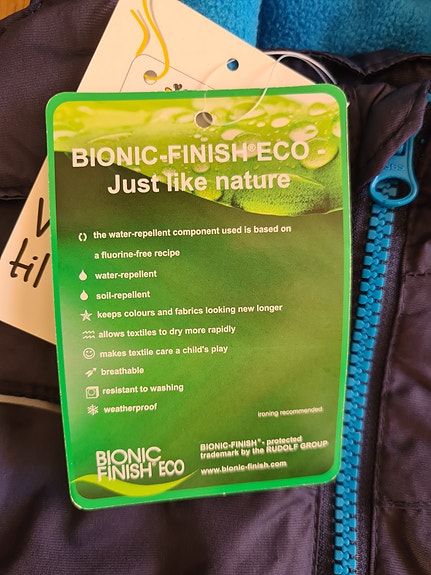 BIONIC-FINISH® ECO -
Just like nature
the water-repellent component used is based on
a fluorine-free recipe
water-repellent
soil-repellent
keeps colours and fabrics looking new longer
allows textiles to dry more rapidly
makes textile care a child's play
breathable
resistant to washing
weatherproof
ironing recommended
BIONIC
FINISH® ECO
BIONIC-FINISH® - protected
trademark by the RUDOLF GROUP
www.bionic-finish.com
til